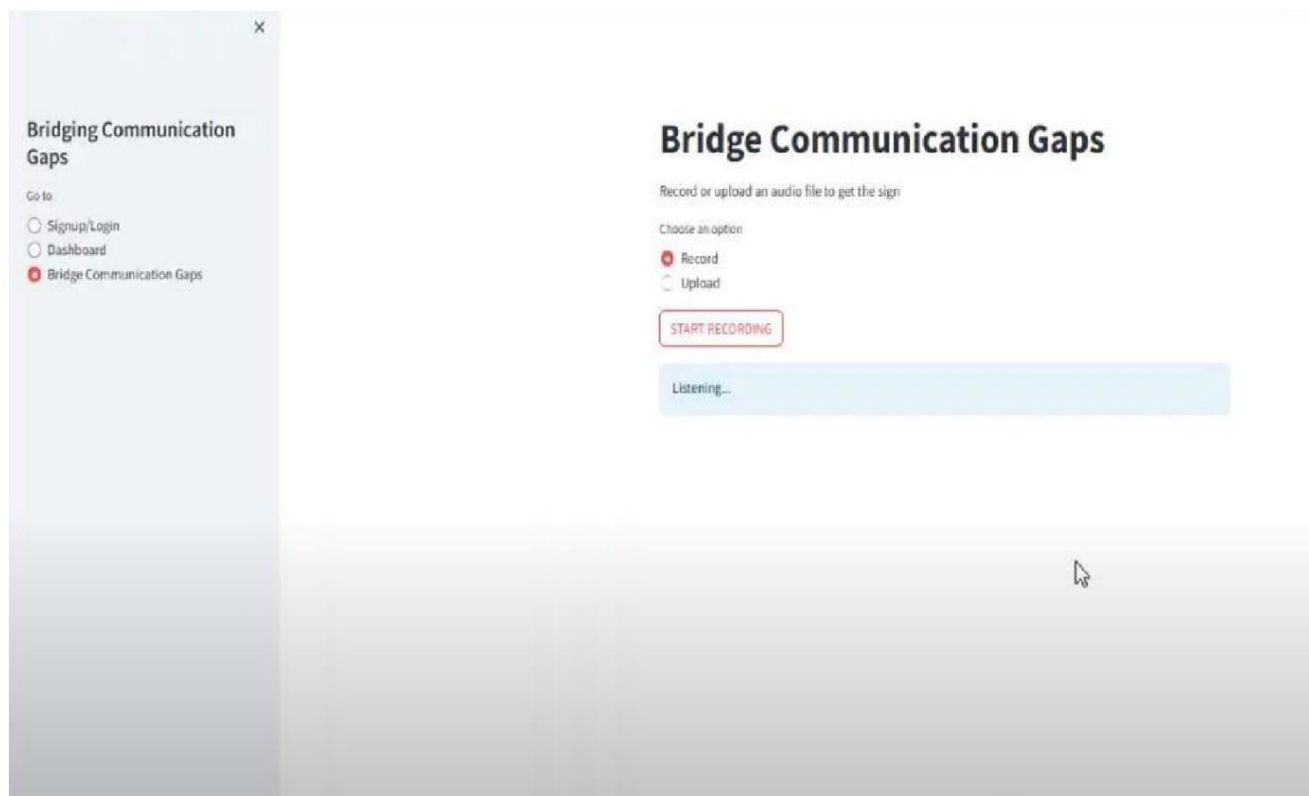 Bridging Communication
Gaps
Go to
Signup/Login
Dashboard
Bridge Communication Gaps
Bridge Communication Gaps
Record or upload an audio file to get the sign
Choose an option
Record
Upload
START RECORDING
Listening...